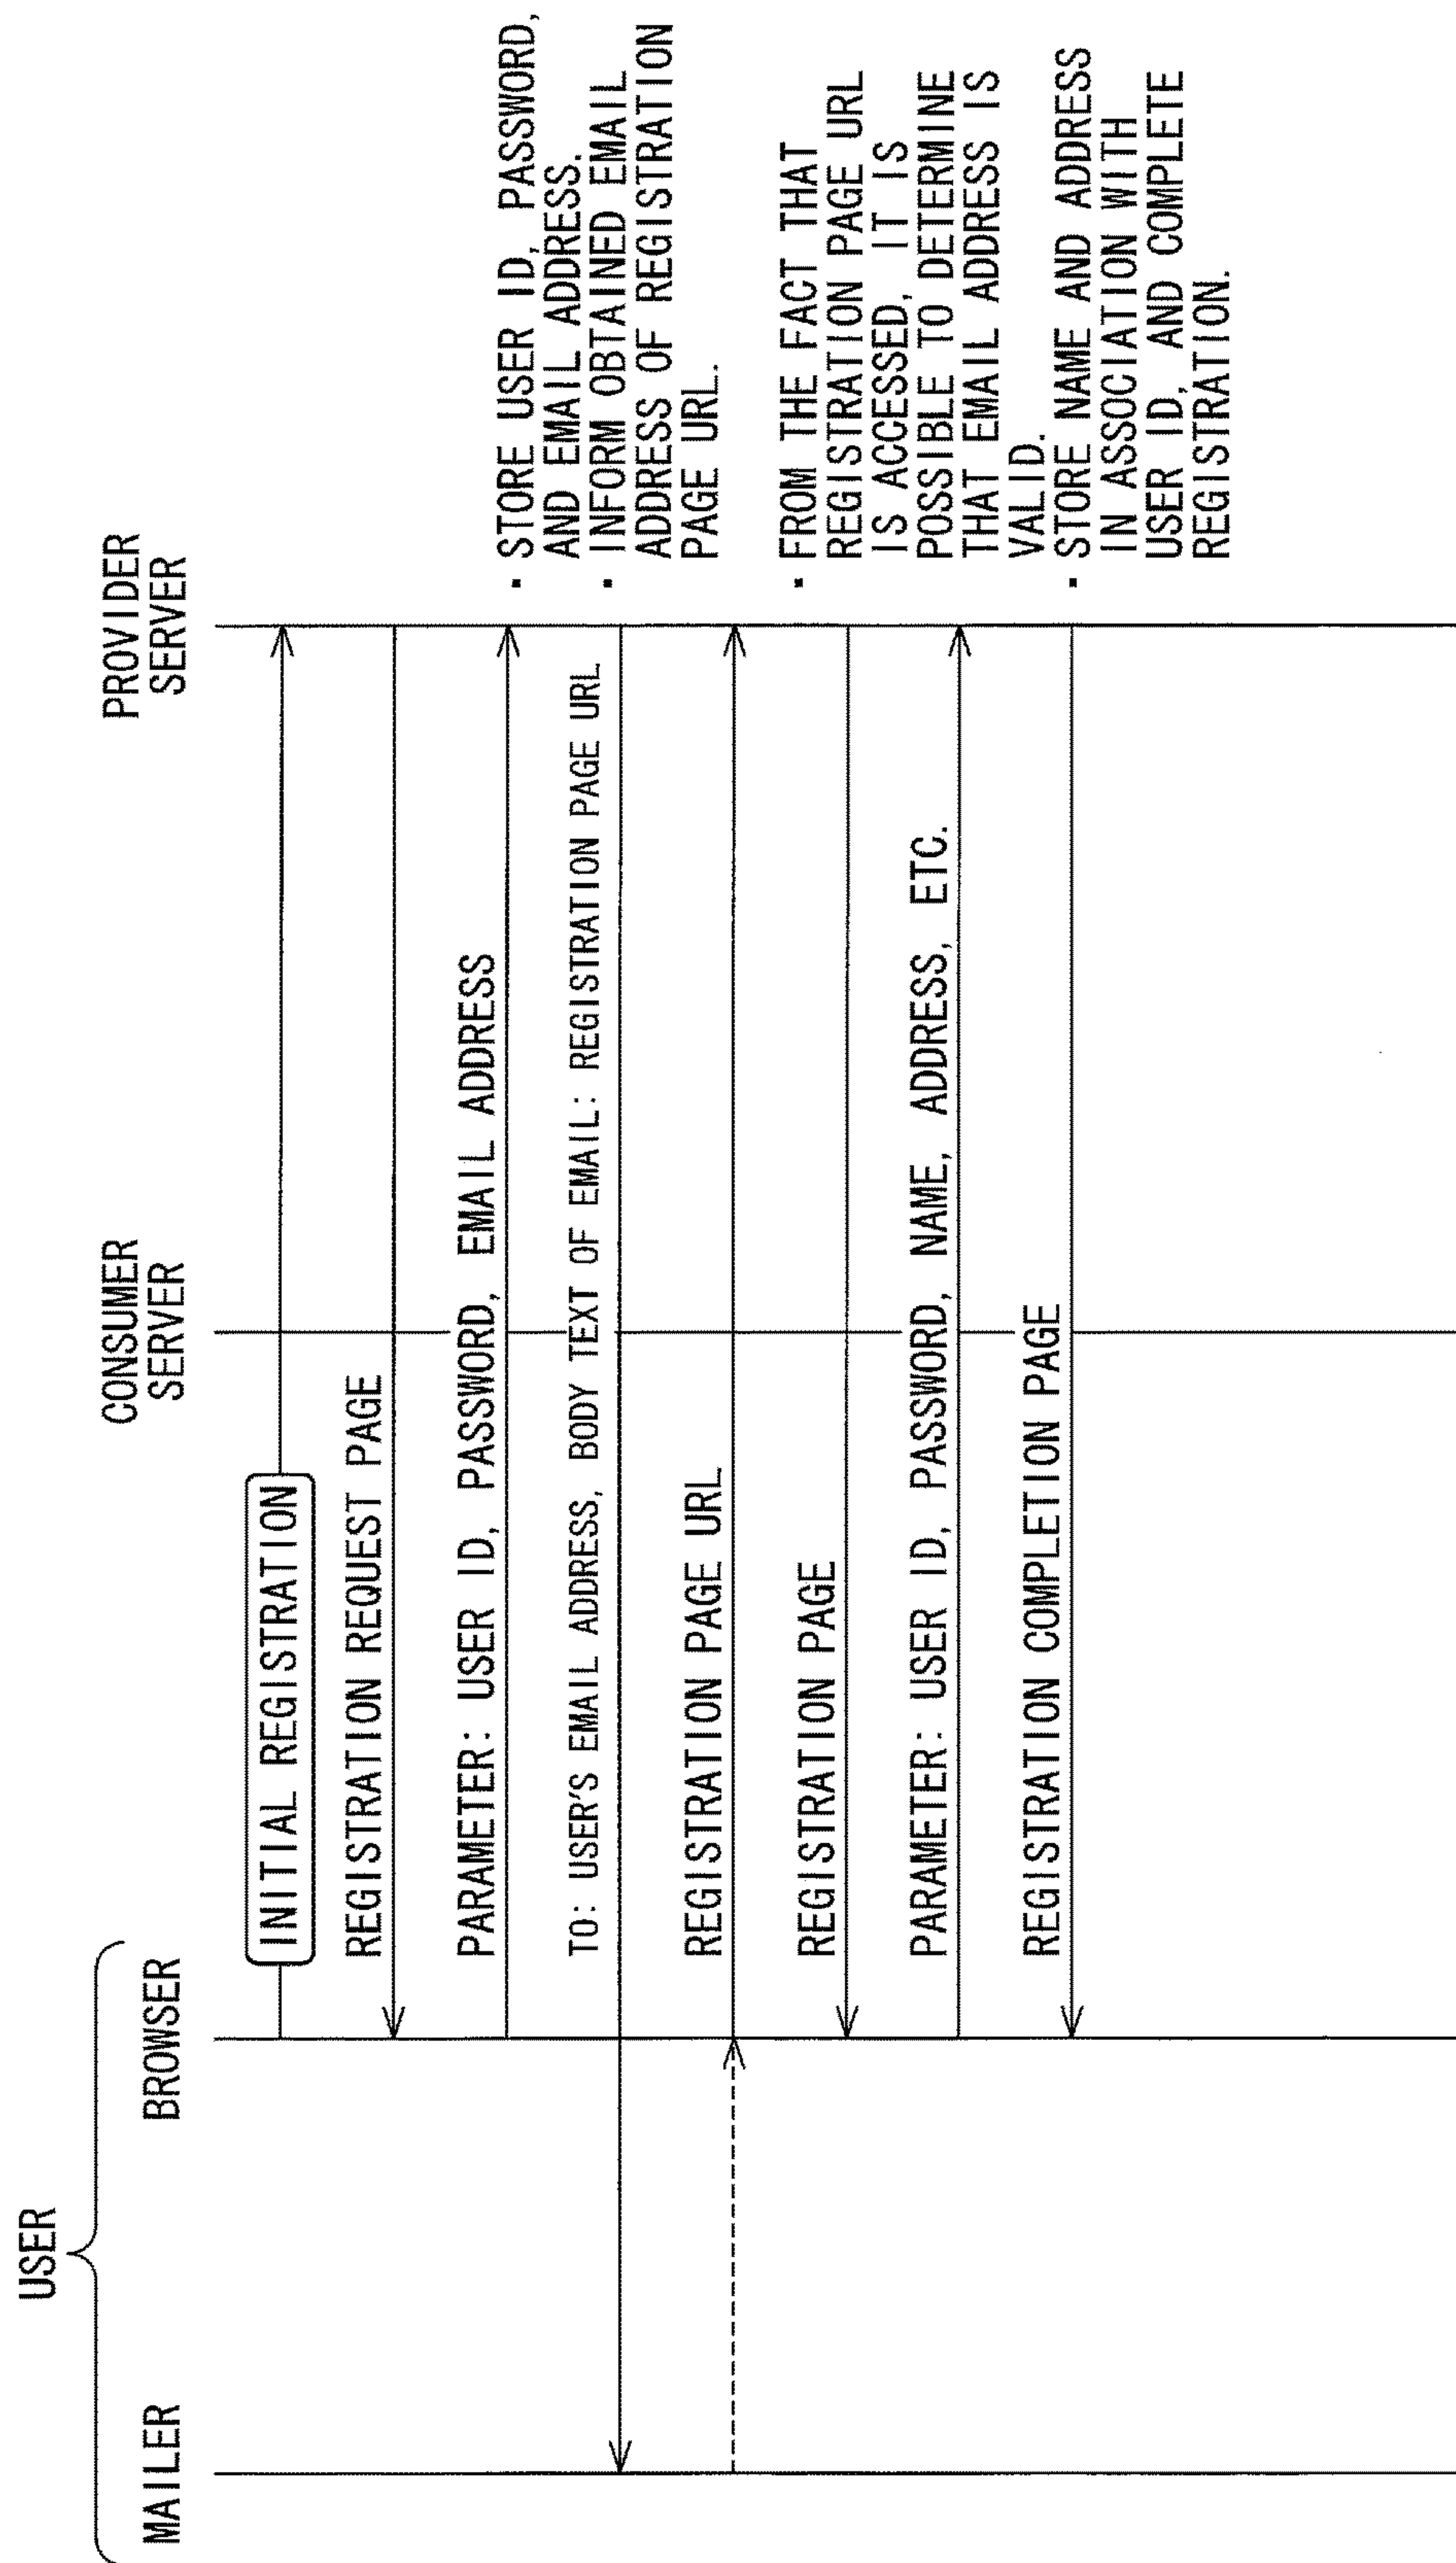 USER
MAILER
BROWSER
CONSUMER
SERVER
PROVIDER
SERVER
INITIAL REGISTRATION
REGISTRATION REQUEST PAGE
PARAMETER: USER ID, PASSWORD, EMAIL ADDRESS
▪ STORE USER ID, PASSWORD,
AND EMAIL ADDRESS.
▪ INFORM OBTAINED EMAIL
ADDRESS OF REGISTRATION
PAGE URL.
TO: USER'S EMAIL ADDRESS, BODY TEXT OF EMAIL: REGISTRATION PAGE URL
REGISTRATION PAGE URL
▪ FROM THE FACT THAT
REGISTRATION PAGE URL
IS ACCESSED, IT IS
POSSIBLE TO DETERMINE
THAT EMAIL ADDRESS IS
VALID.
REGISTRATION PAGE
PARAMETER: USER ID, PASSWORD, NAME, ADDRESS, ETC.
▪ STORE NAME AND ADDRESS
IN ASSOCIATION WITH
USER ID, AND COMPLETE
REGISTRATION.
REGISTRATION COMPLETION PAGE